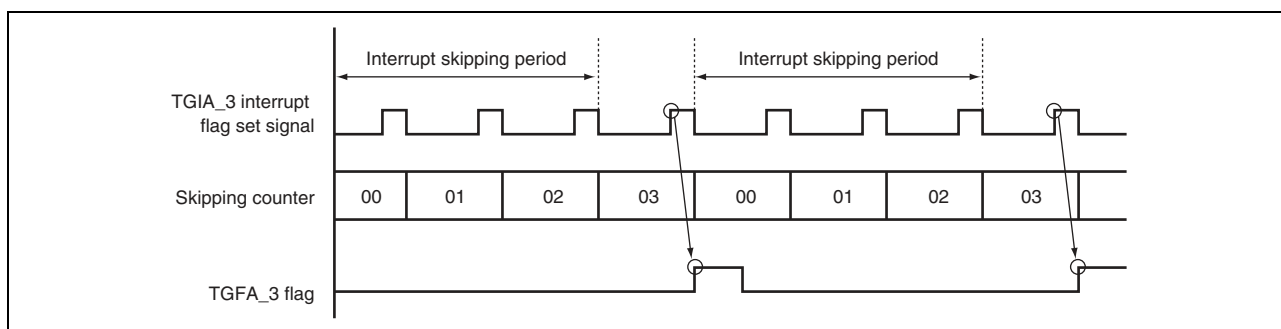 Interrupt skipping period
Interrupt skipping period
TGIA_3 interrupt
flag set signal
Skipping counter
00 01 02 03 00 01 02 03
TGFA_3 flag